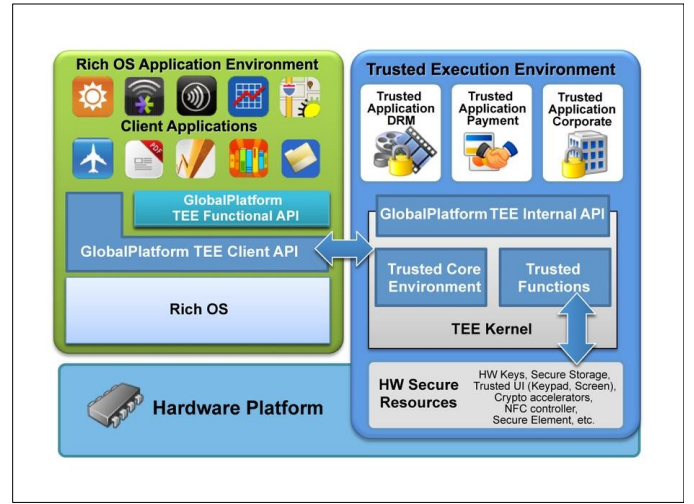 Rich OS Application Environment
Client Applications
PDF
GlobalPlatform
TEE Functional API
GlobalPlatform TEE Client API
Rich OS
Trusted Execution Environment
Trusted
Application
DRM
Trusted
Application
Payment
Trusted
Application
Corporate
GlobalPlatform TEE Internal API
Trusted Core
Environment
Trusted
Functions
TEE Kernel
HW Secure
Resources
HW Keys, Secure Storage,
Trusted UI (Keypad, Screen),
Crypto accelerators,
NFC controller,
Secure Element, etc.
Hardware Platform